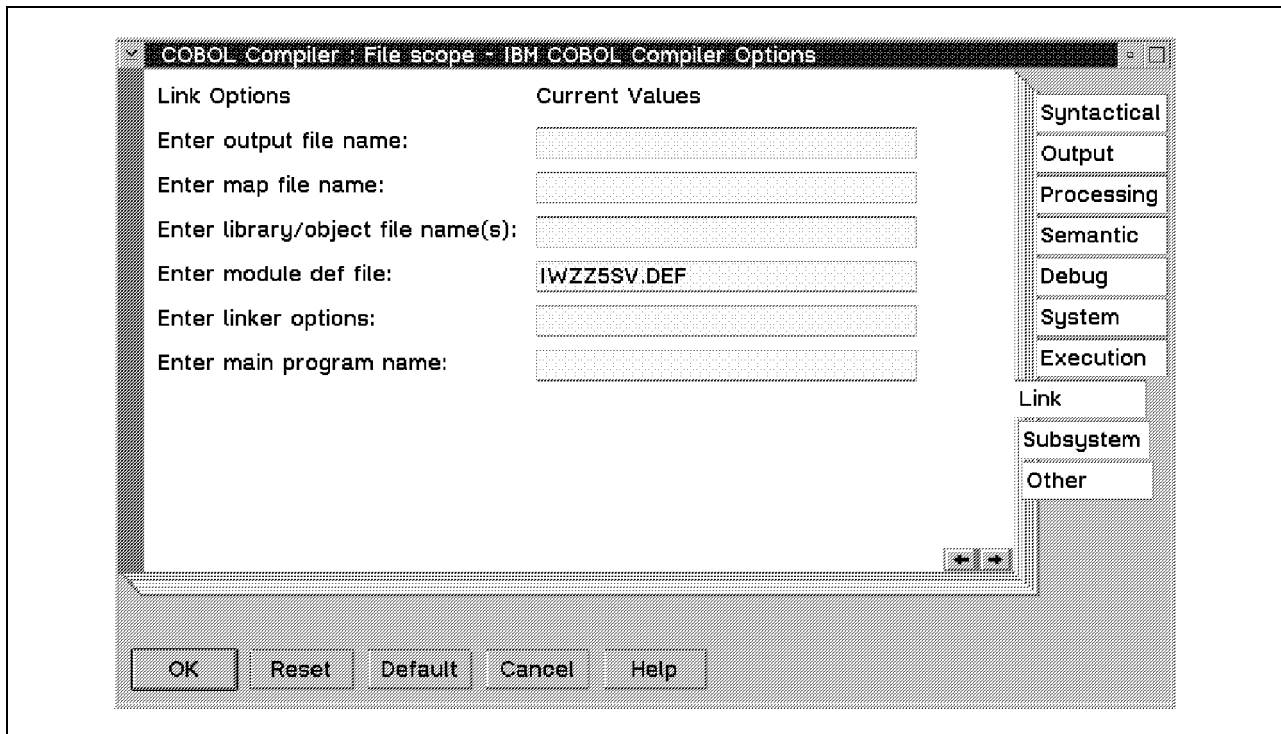 COBOL Compiler : File scope - IBM COBOL Compiler Options
Link Options Current Values
Enter output file name:
Enter map file name:
Enter library/object file name(s):
Enter module def file: IWZZ5SV.DEF
Enter linker options:
Enter main program name:
Syntactical
Output
Processing
Semantic
Debug
System
Execution
Link
Subsystem
Other
OK Reset Default Cancel Help